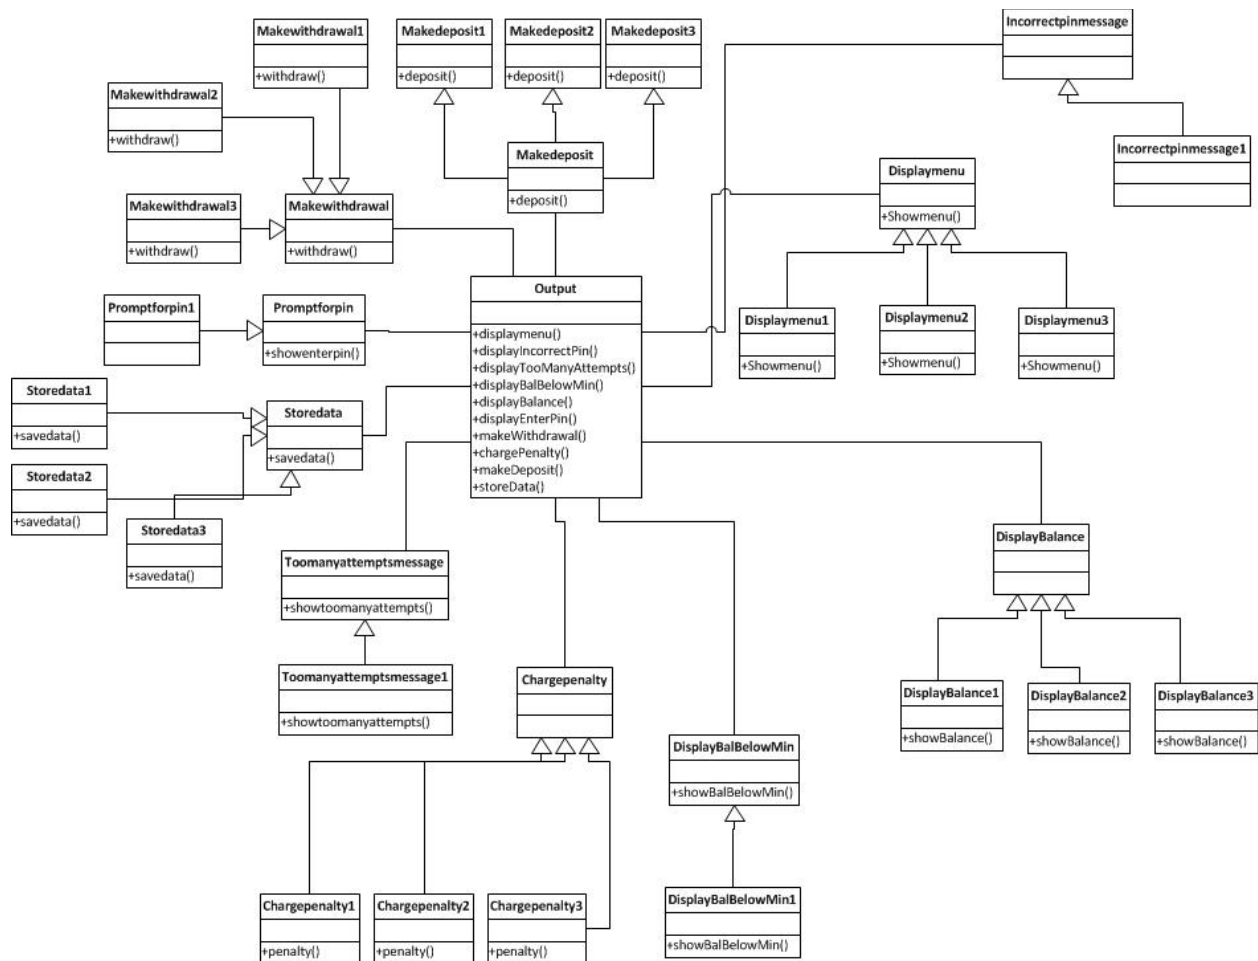 Makewithdrawal1
+withdraw()
Makedeposit1
+deposit()
Makedeposit2
+deposit()
Makedeposit3
+deposit()
Incorrectpinmessage
Makewithdrawal2
+withdraw()
Makedeposit
+deposit()
Incorrectpinmessage1
Displaymenu
+Showmenu()
Makewithdrawal3
+withdraw()
Makewithdrawal
+withdraw()
Output
+displaymenu()
+displayIncorrectPin()
+displayTooManyAttempts()
+displayBalBelowMin()
+displayBalance()
+displayEnterPin()
+makeWithdrawal()
+chargePenalty()
+makeDeposit()
+storeData()
Promptforpin1
Promptforpin
+showenterpin()
Displaymenu1
+Showmenu()
Displaymenu2
+Showmenu()
Displaymenu3
+Showmenu()
Storedata1
+savedata()
Storedata
+savedata()
Storedata2
+savedata()
Storedata3
+savedata()
Toomanyattemptsmessage
+showtoomanyattempts()
DisplayBalance
Toomanyattemptsmessage1
+showtoomanyattempts()
Chargepenalty
DisplayBalance1
+showBalance()
DisplayBalance2
+showBalance()
DisplayBalance3
+showBalance()
DisplayBalBelowMin
+showBalBelowMin()
Chargepenalty1
+penalty()
Chargepenalty2
+penalty()
Chargepenalty3
+penalty()
DisplayBalBelowMin1
+showBalBelowMin()